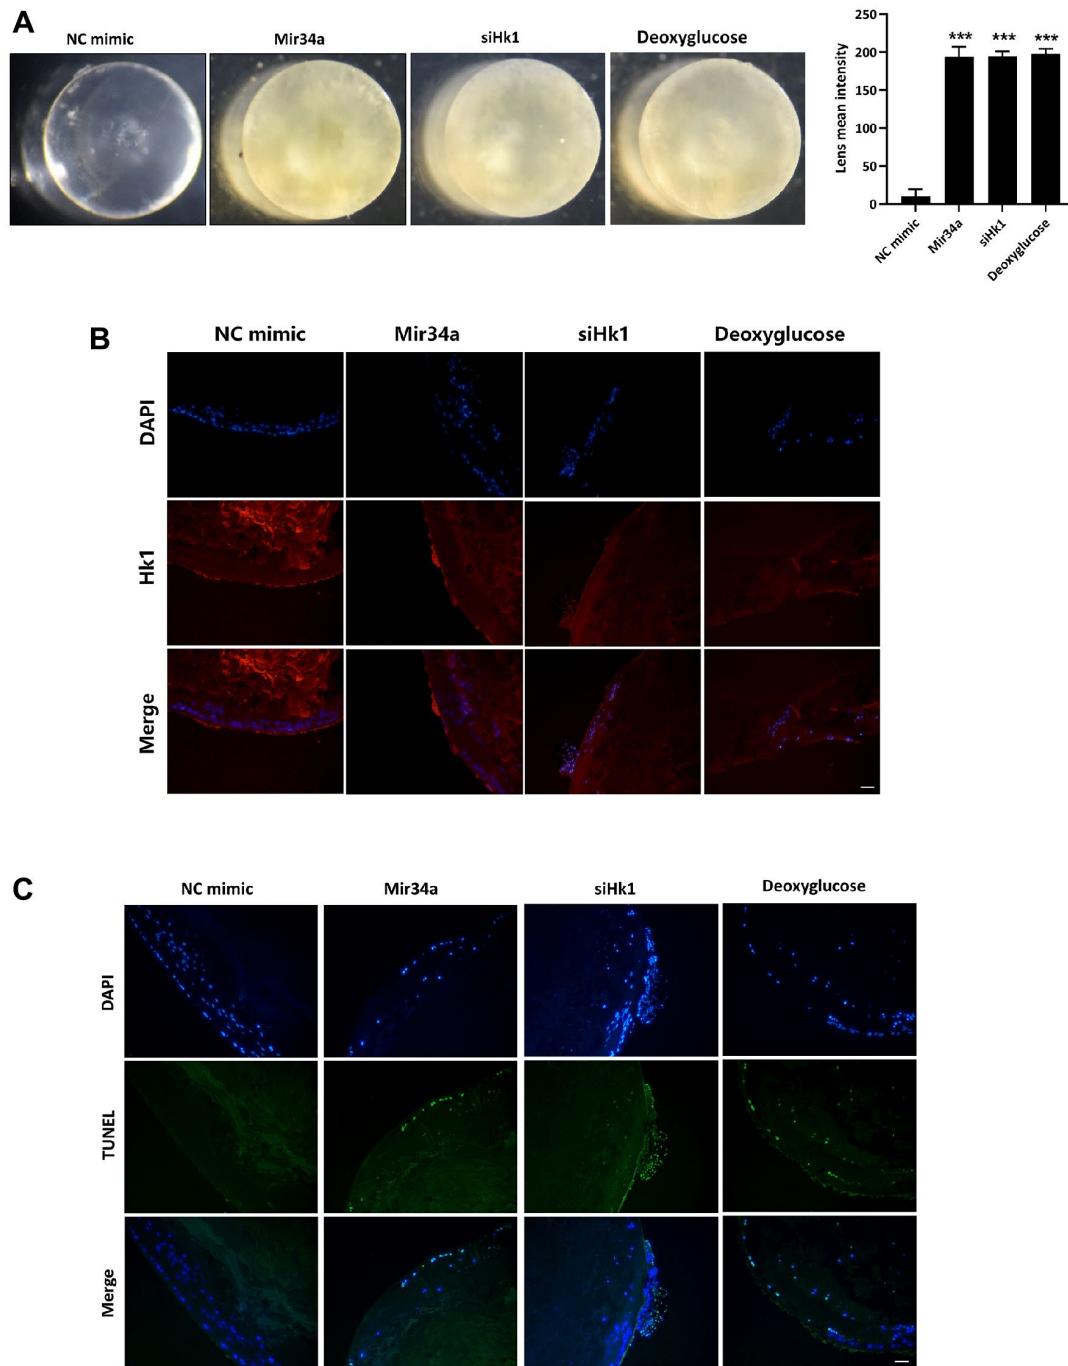 A
NC mimic
Mir34a
siHk1
Deoxyglucose
Lens mean intensity
250
200
150
100
50
0
***
***
***
NC mimic
Mir34a
siHk1
Deoxyglucose
B
NC mimic
Mir34a
siHk1
Deoxyglucose
DAPI
Hk1
Merge
C
NC mimic
Mir34a
siHk1
Deoxyglucose
DAPI
TUNEL
Merge